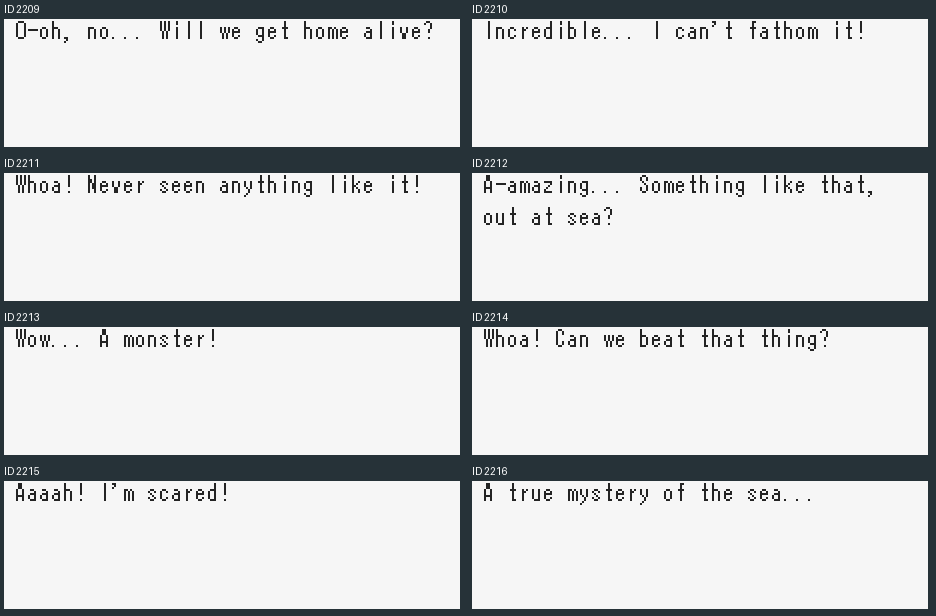 ID2209
O-oh, no... Will we get home alive?
ID2210
Incredible... I can't fathom it!
ID2211
Whoa! Never seen anything like it!
ID2212
A-amazing... Something like that,
out at sea?
ID2213
Wow... A monster!
ID2214
Whoa! Can we beat that thing?
ID2215
Aaaah! I'm scared!
ID2216
A true mystery of the sea...